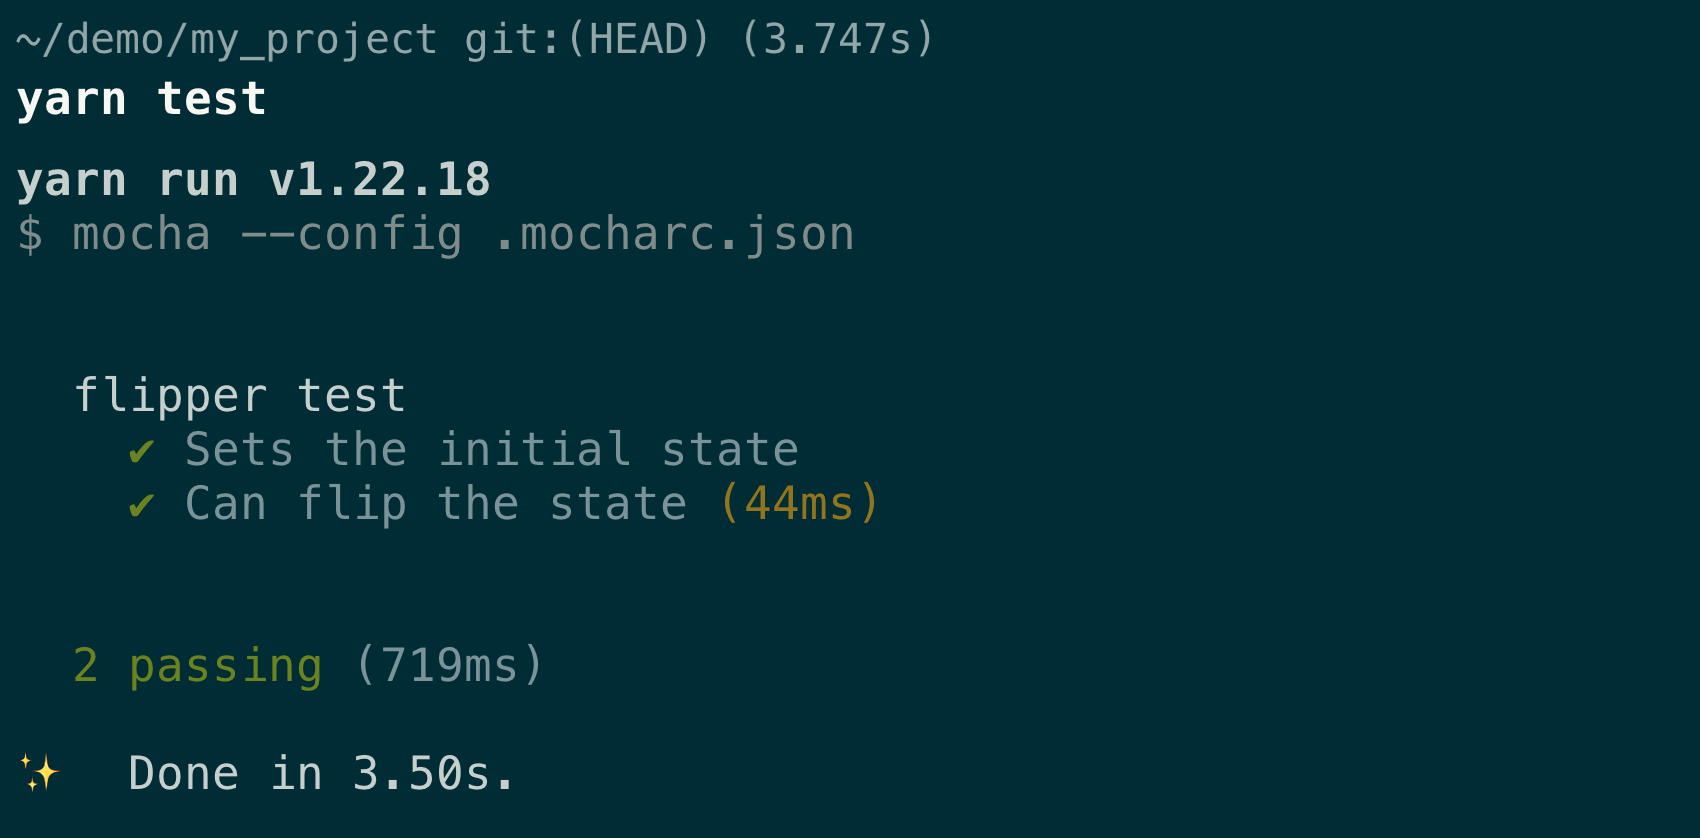 ~/demo/my_project git:(HEAD) (3.747s)
yarn test
yarn run v1.22.18
$ mocha --config .mocharc.json
flipper test
✔ Sets the initial state
✔ Can flip the state (44ms)
2 passing (719ms)
✨ Done in 3.50s.